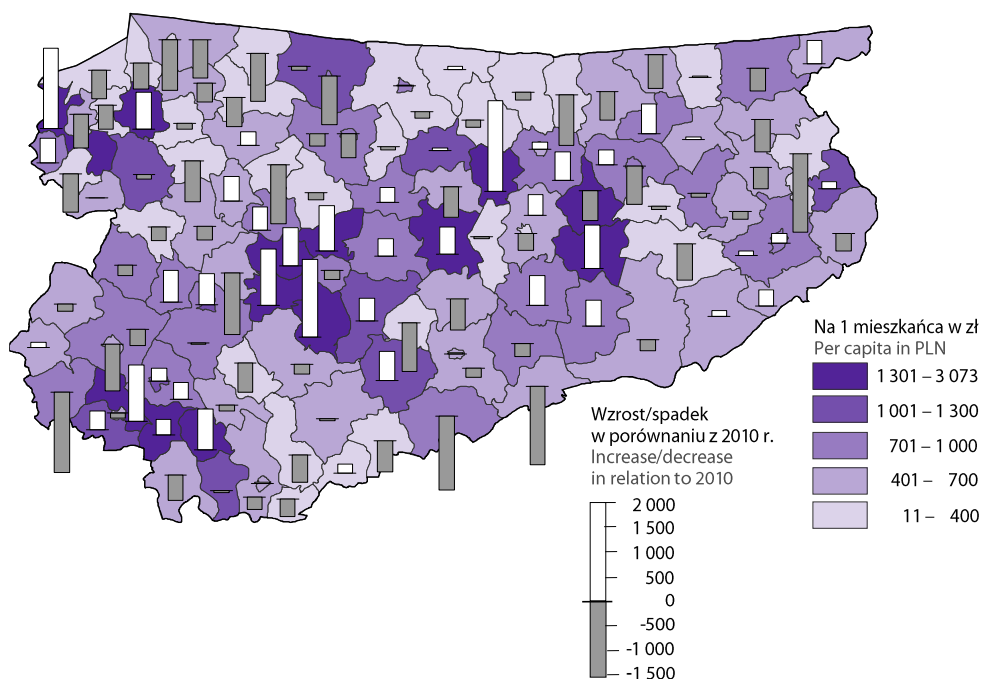 Na 1 mieszkańca w zł
Per capita in PLN
1 301 – 3 073
1 001 – 1 300
701 – 1 000
401 – 700
11 – 400
Wzrost/spadek
w porównaniu z 2010 r.
Increase/decrease
in relation to 2010
2 000
1 500
1 000
500
0
-500
-1 000
-1 500